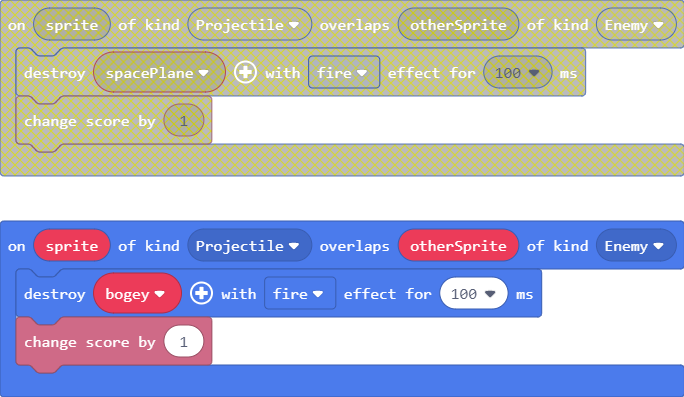 on sprite of kind Projectile overlaps otherSprite of kind Enemy
destroy spacePlane with fire effect for 100 ms
change score by 1
on sprite of kind Projectile overlaps otherSprite of kind Enemy
destroy bogey with fire effect for 100 ms
change score by 1